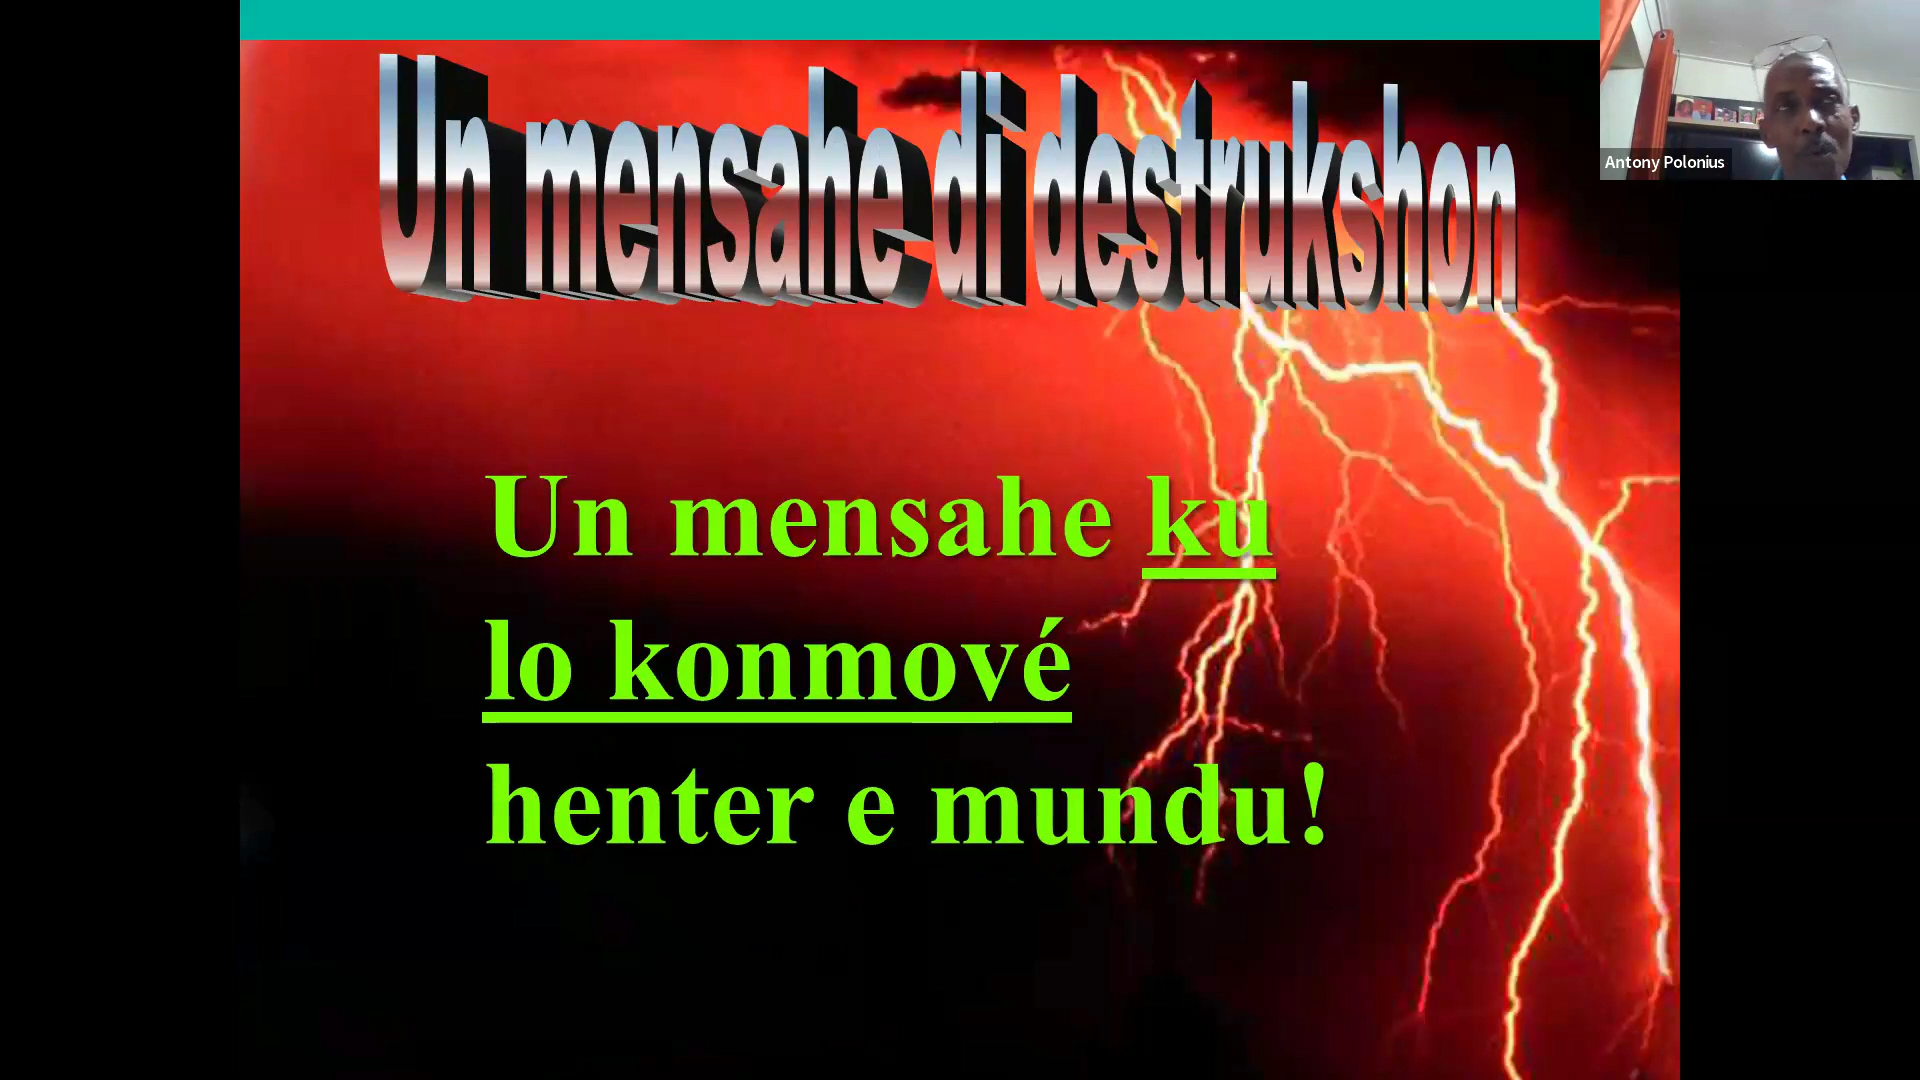 Un mensahe di destrukshon
Antony Polonius
Un mensahe ku
lo konmové
henter e mundu!